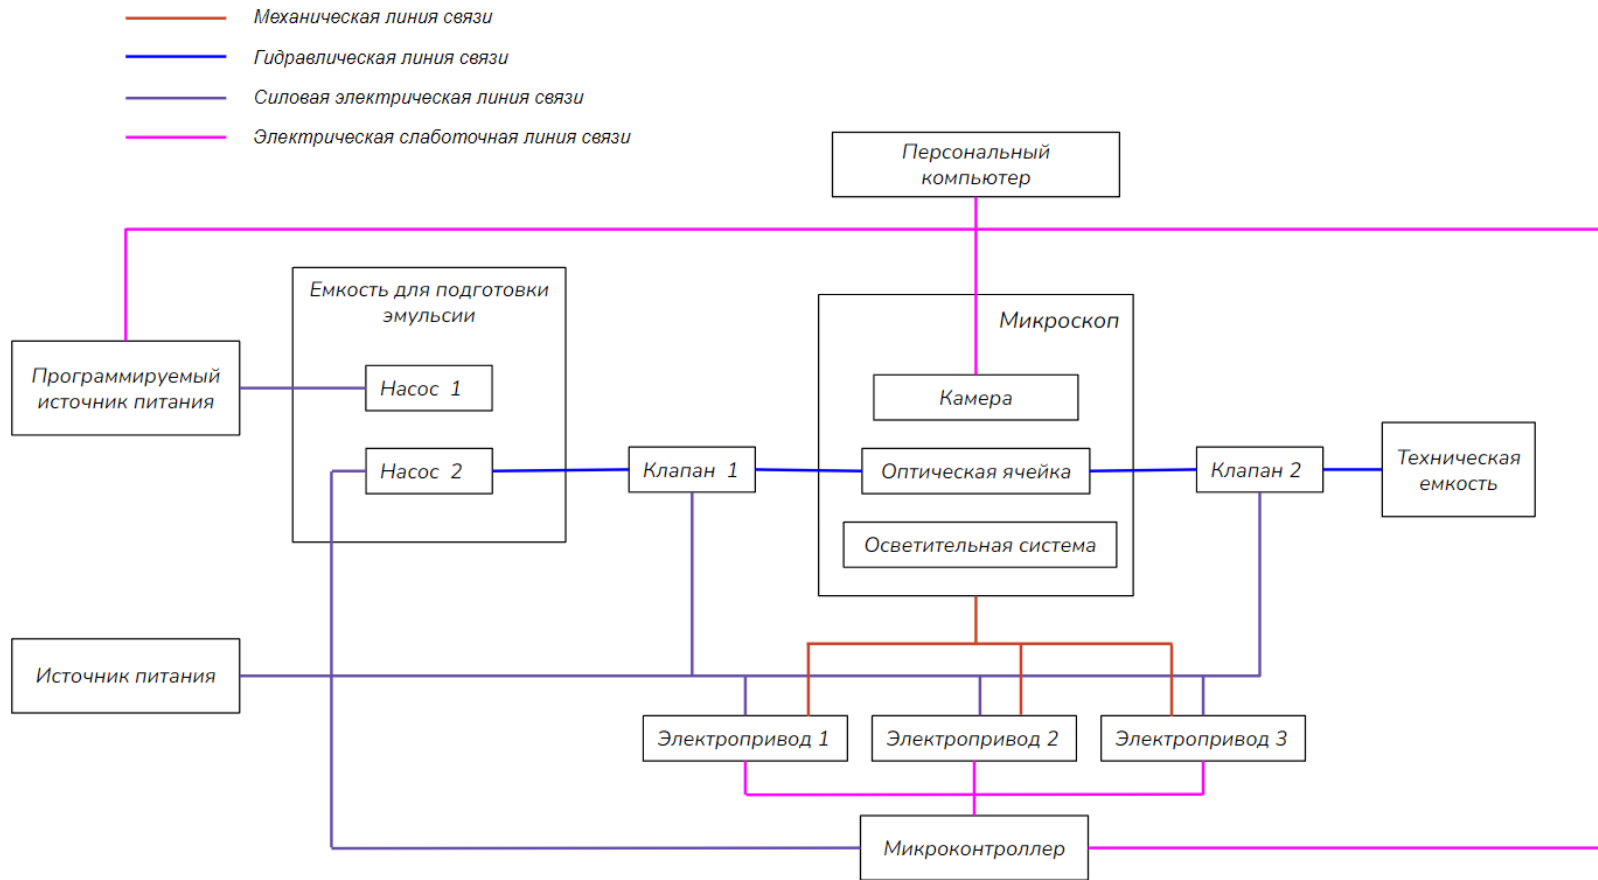 Механическая линия связи
Гидравлическая линия связи
Силовая электрическая линия связи
Электрическая слаботочная линия связи
Персональный
компьютер
Емкость для подготовки
эмульсии
Микроскоп
Программируемый
источник питания
Насос 1
Камера
Насос 2
Клапан 1
Оптическая ячейка
Клапан 2
Техническая
емкость
Осветительная система
Источник питания
Электропривод 1
Электропривод 2
Электропривод 3
Микроконтроллер